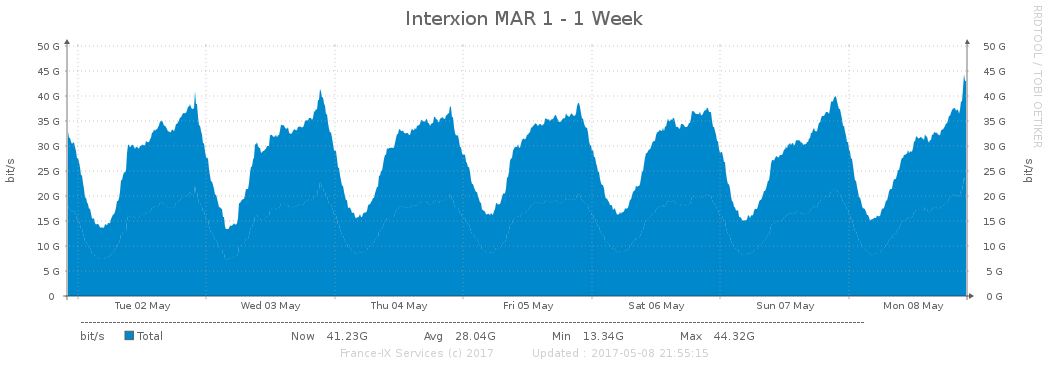 Interxion MAR 1 - 1 Week
RRDTOOL / TOBI OETIKER
50 G 50 G
45 G 45 G
40 G 40 G
35 G 35 G
30 G 30 G
25 G 25 G
20 G 20 G
15 G 15 G
10 G 10 G
5 G 5 G
0 0 G
bit/s bit/s
Tue 02 May Wed 03 May Thu 04 May Fri 05 May Sat 06 May Sun 07 May Mon 08 May
bit/s Total Now 41.23G Avg 28.04G Min 13.34G Max 44.32G
France-IX Services (c) 2017 Updated : 2017-05-08 21:55:15